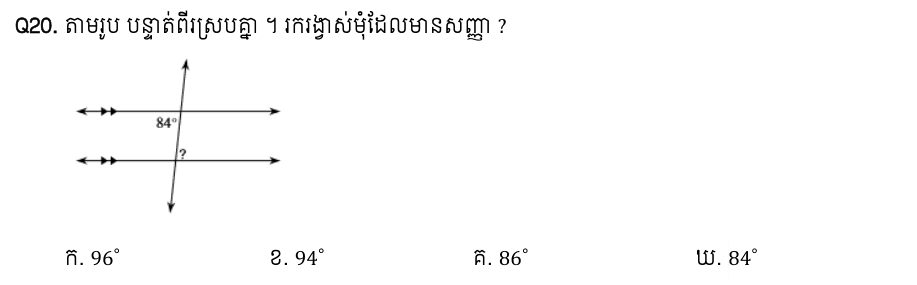 Q20. តាមរូប បន្ទាត់ពីរស្របគ្នា ។ រករង្វាស់មុំដែលមានសញ្ញា ?
84°
?
ក. 96° ខ. 94° គ. 86° ឃ. 84°